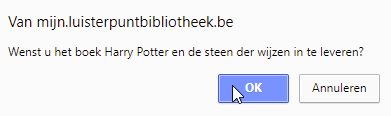 Van mijn.luisterpuntbibliotheek.be
Wenst u het boek Harry Potter en de steen der wijzen in te leveren?
OK Annuleren